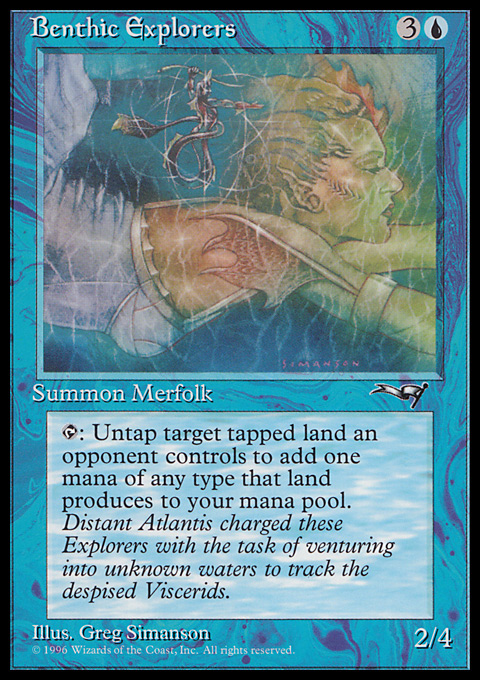 Benthic Explorers 3
SIMANSON
Summon Merfolk
: Untap target tapped land an
opponent controls to add one
mana of any type that land
produces to your mana pool.
Distant Atlantis charged these
Explorers with the task of venturing
into unknown waters to track the
despised Viscerids.
Illus. Greg Simanson
2/4
© 1996 Wizards of the Coast, Inc. All rights reserved.